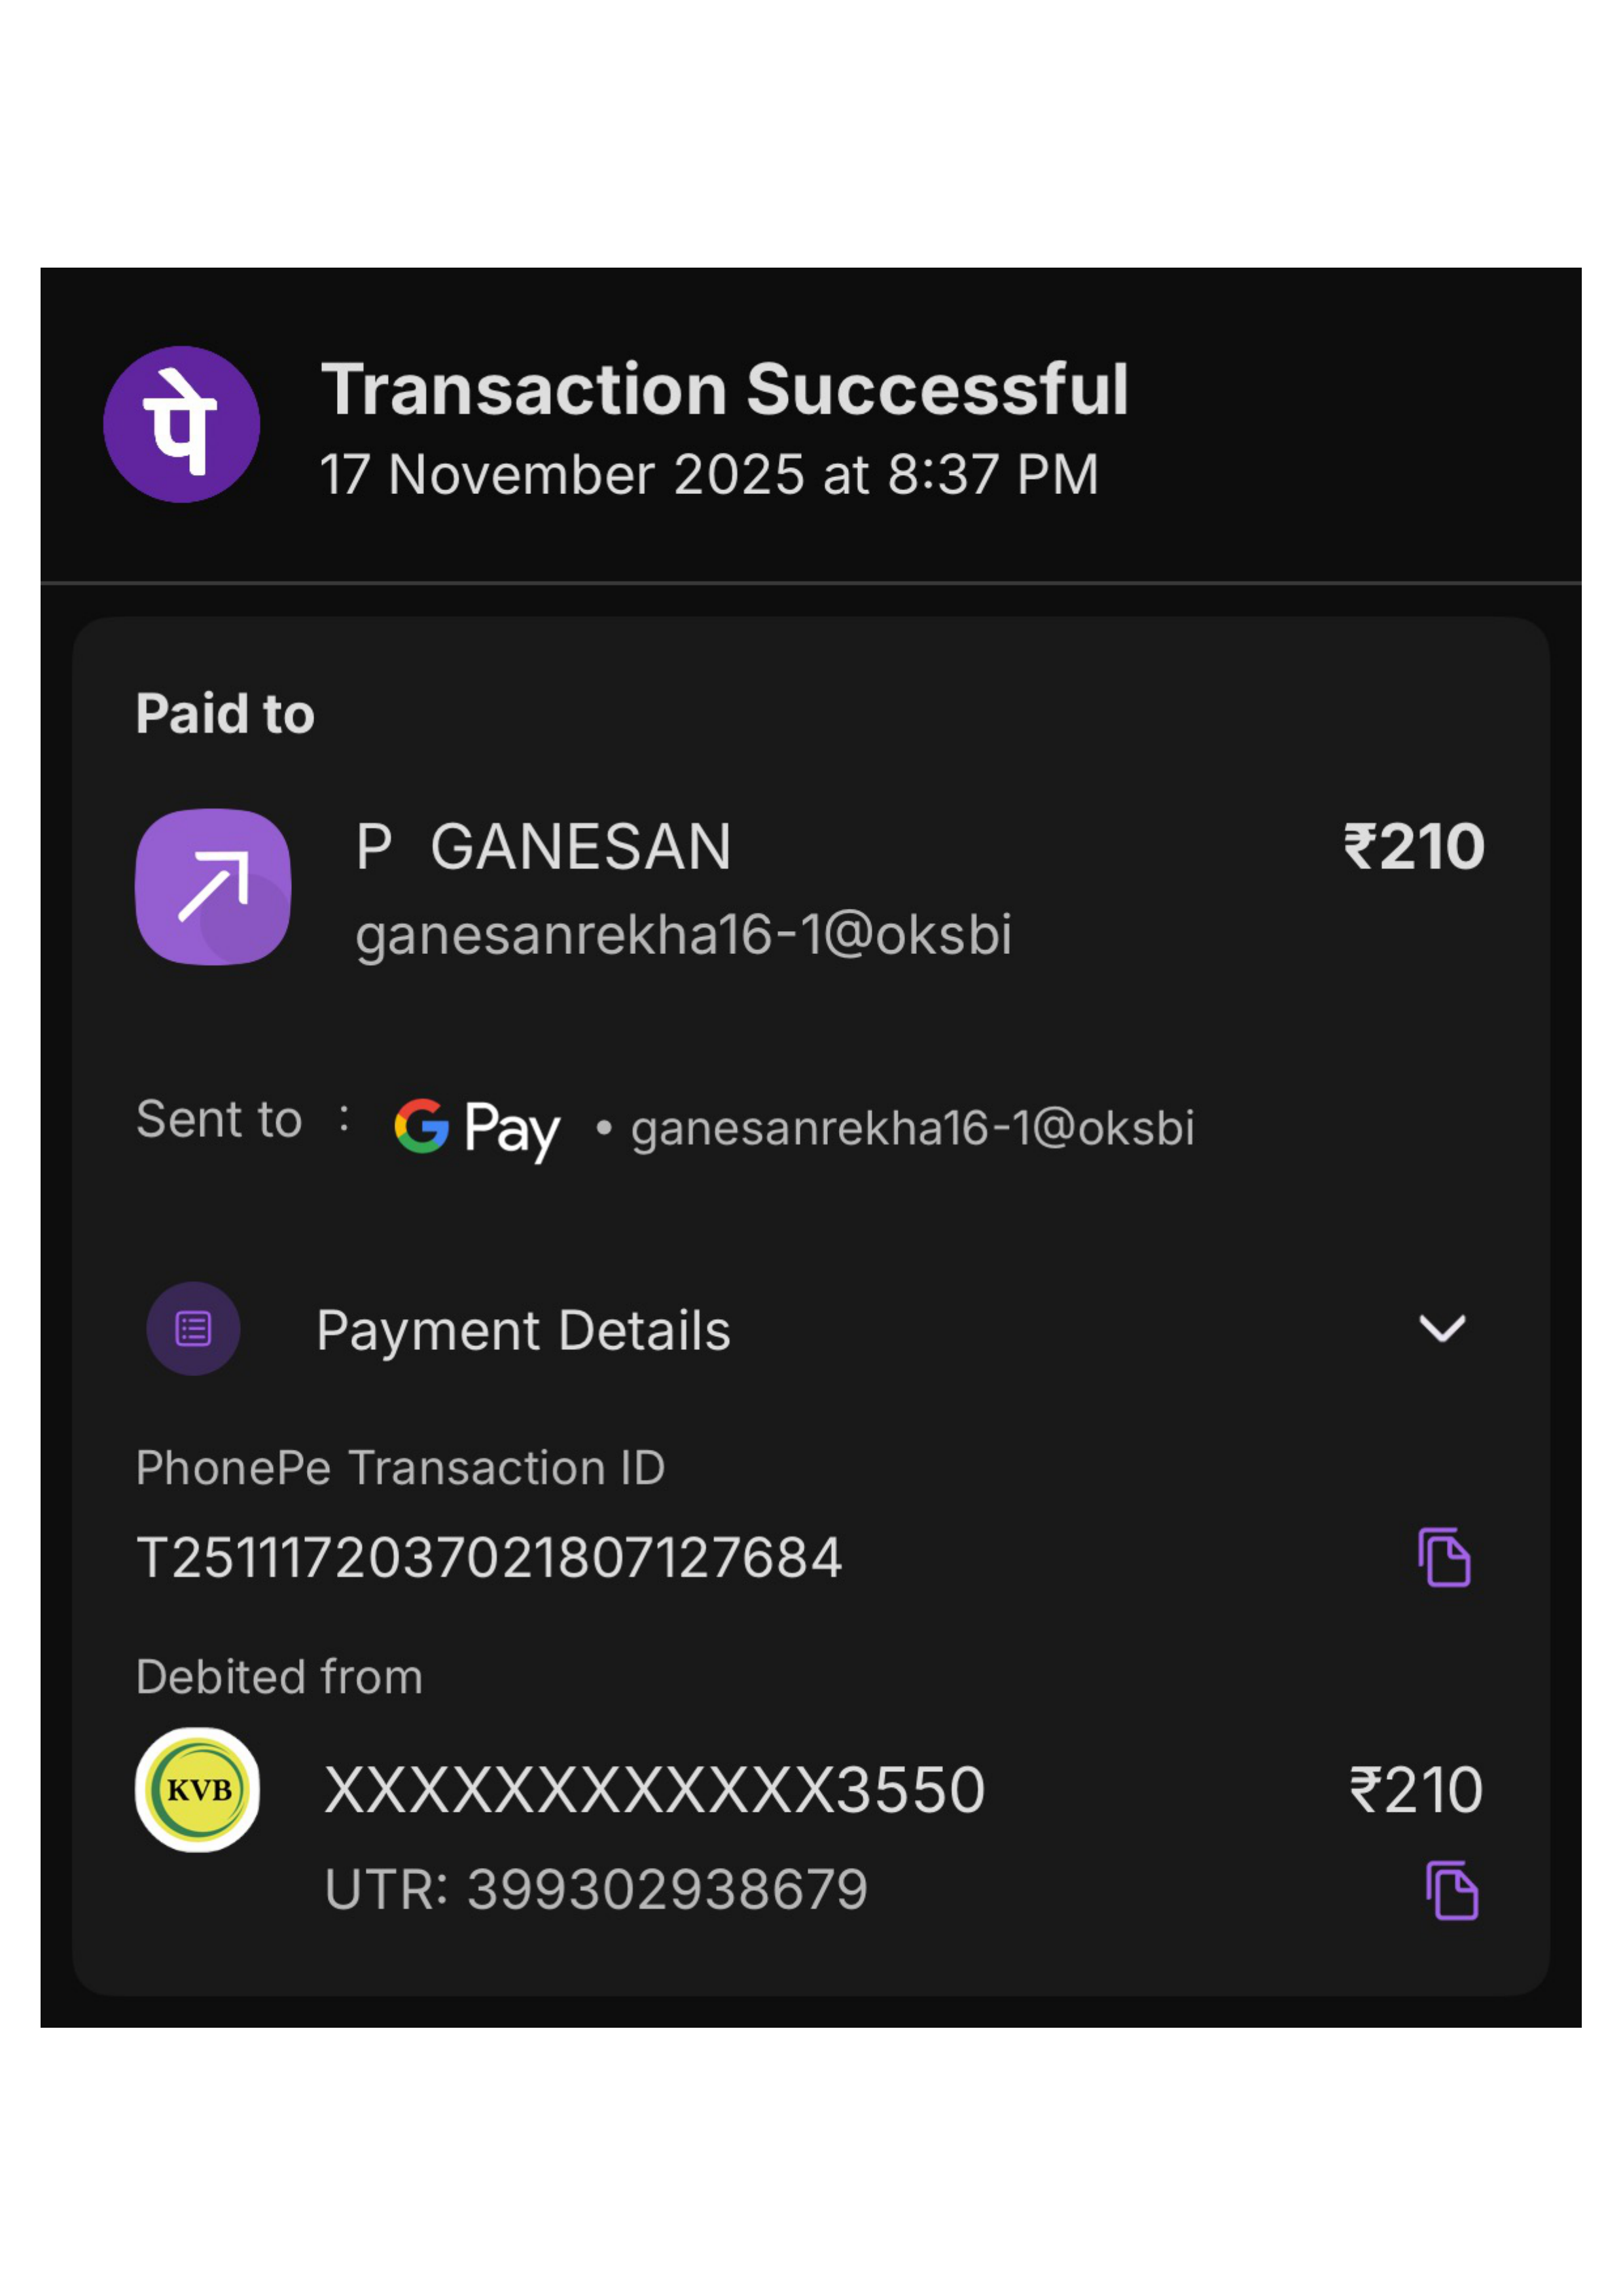 पे
Transaction Successful
17 November 2025 at 8:37 PM
Paid to
P GANESAN ₹210
ganesanrekha16-1@oksbi
Sent to : G Pay • ganesanrekha16-1@oksbi
Payment Details
PhonePe Transaction ID
T2511172037021807127684
Debited from
KVB XXXXXXXXXXXX3550 ₹210
UTR: 399302938679